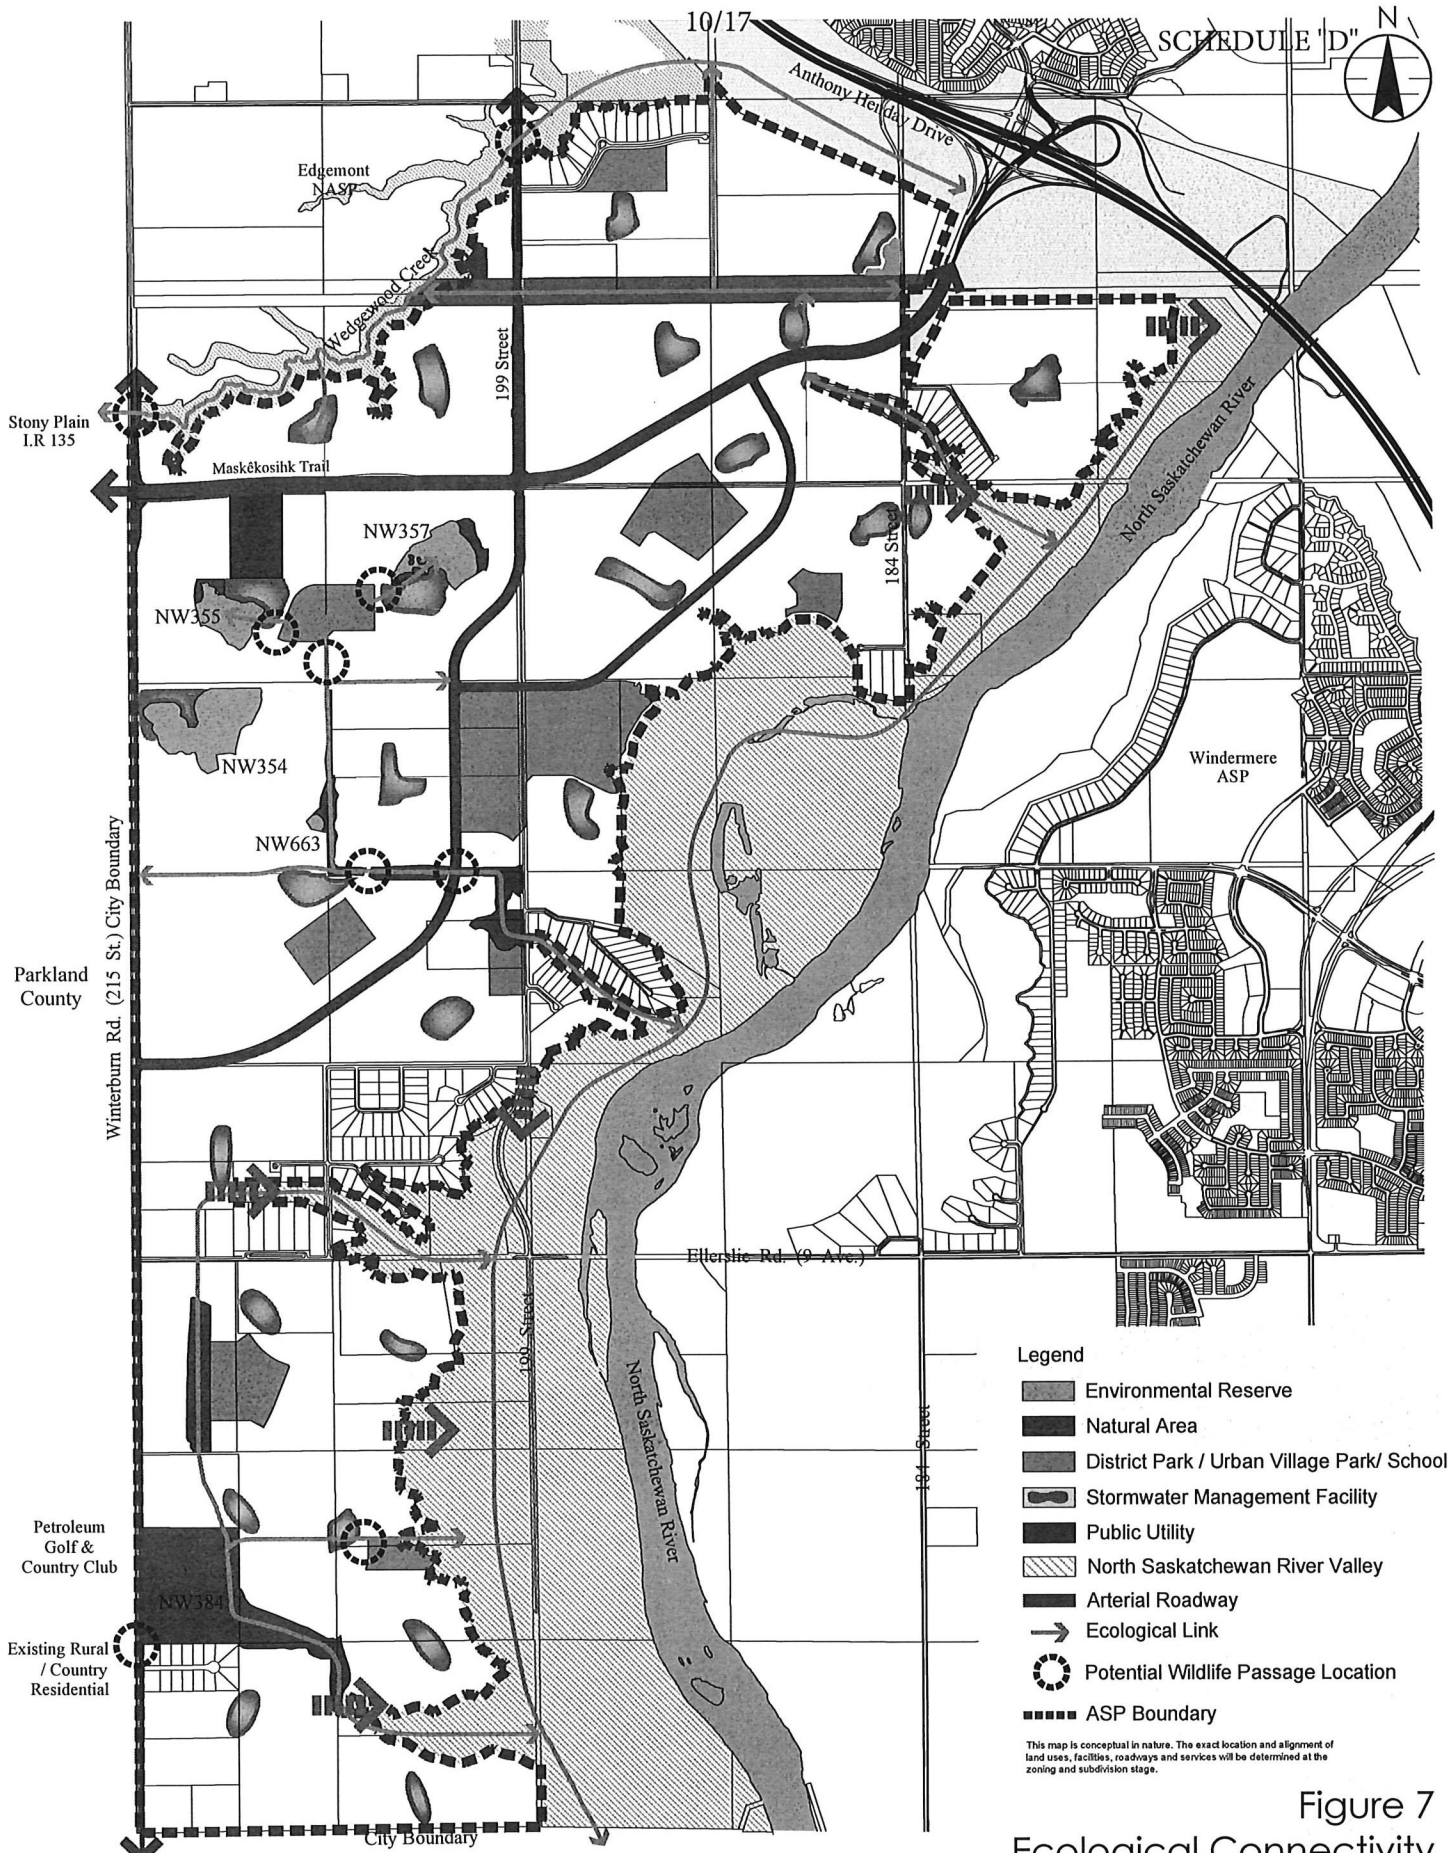 10/17
SCHEDULE "D"
N
Anthony Henday Drive
Edgemont
NASP
Wedgewood Creek
199 Street
Stony Plain
I.R 135
Maskêkosihk Trail
North Saskatchewan River
NW357
184 Street
NW355
NW354
Windermere
ASP
NW663
Winterburn Rd. (215 St.) City Boundary
Parkland
County
Ellerslie Rd. (9 Ave.)
199 Street
North Saskatchewan River
184 Street
Petroleum
Golf &
Country Club
NW384
Existing Rural
/ Country
Residential
City Boundary
Legend
Environmental Reserve
Natural Area
District Park / Urban Village Park/ School
Stormwater Management Facility
Public Utility
North Saskatchewan River Valley
Arterial Roadway
Ecological Link
Potential Wildlife Passage Location
ASP Boundary
This map is conceptual in nature. The exact location and alignment of
land uses, facilities, roadways and services will be determined at the
zoning and subdivision stage.
Figure 7
Ecological Connectivity